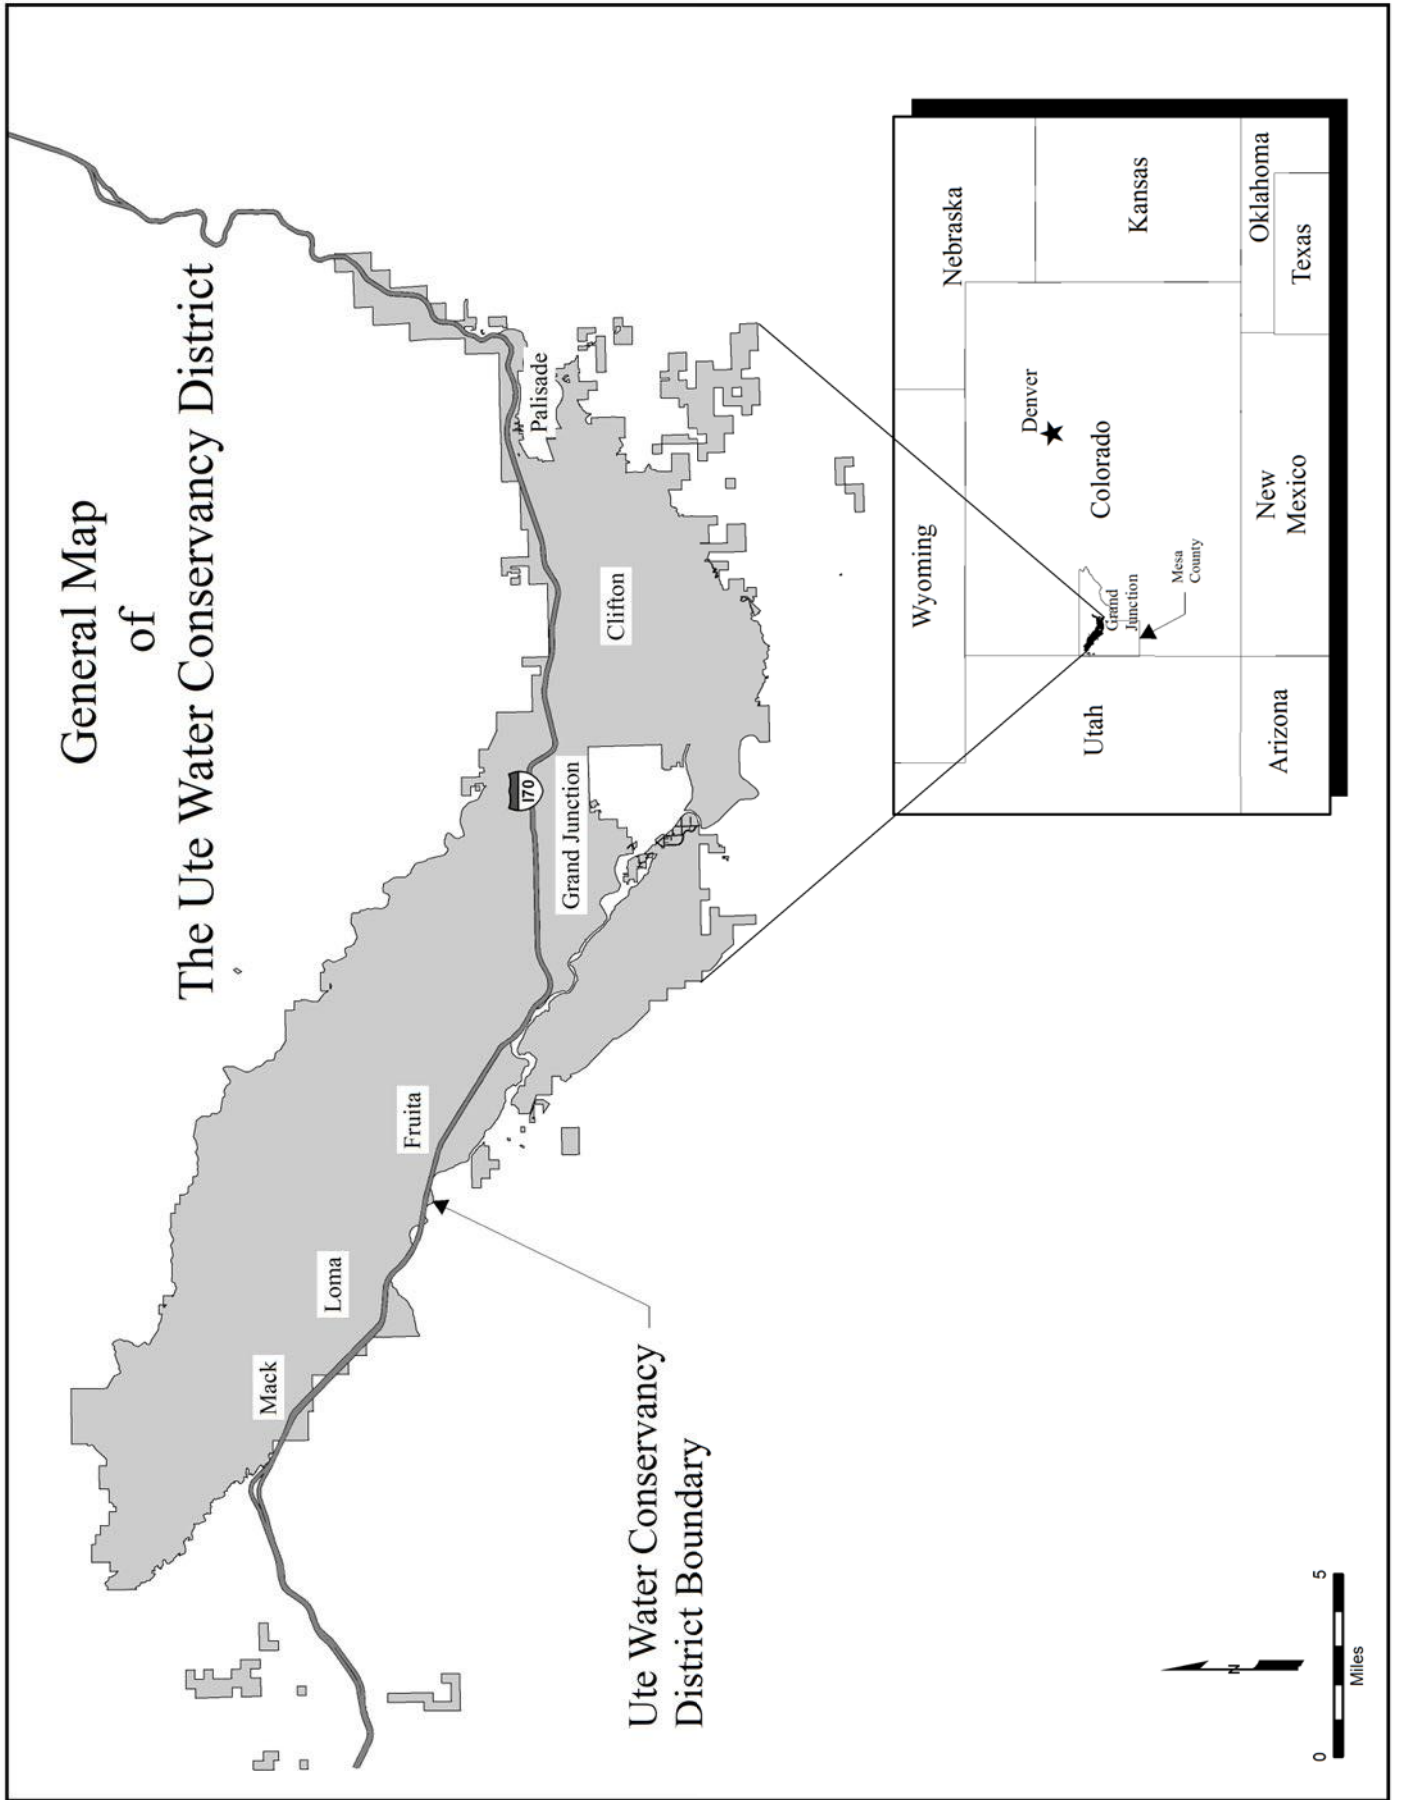 General Map
of
The Ute Water Conservancy District
Palisade
Clifton
I70
Grand Junction
Fruita
Loma
Mack
Ute Water Conservancy
District Boundary
Wyoming
Nebraska
Denver
Colorado
Kansas
Utah
Grand
Junction
Mesa
County
Arizona
New
Mexico
Oklahoma
Texas
N
0
5
Miles